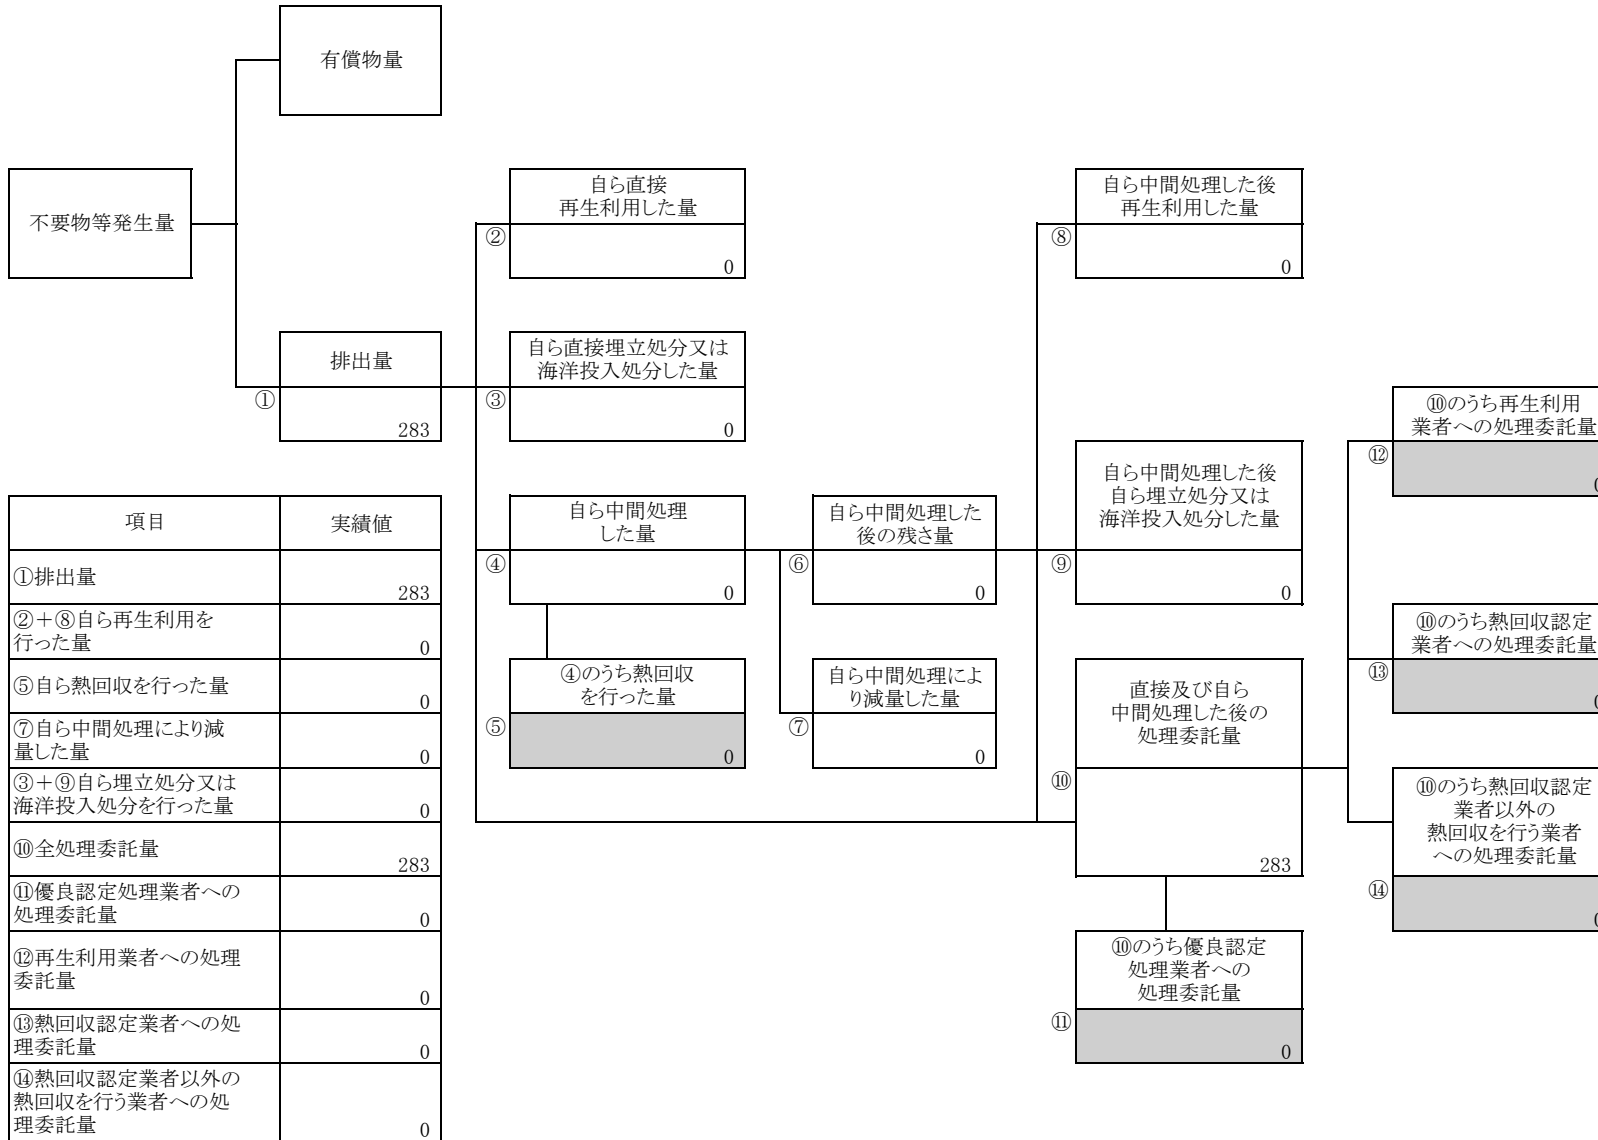 有償物量
不要物等発生量
自ら直接
再生利用した量
②
0
自ら中間処理した後
再生利用した量
⑧
0
排出量
①
283
自ら直接埋立処分又は
海洋投入処分した量
③
0
⑩のうち再生利用
業者への処理委託量
⑫
0
自ら中間処理した後
自ら埋立処分又は
海洋投入処分した量
⑨
0
自ら中間処理
した量
④
0
自ら中間処理した
後の残さ量
⑥
0
④のうち熱回収
を行った量
⑤
0
自ら中間処理によ
り減量した量
⑦
0
直接及び自ら
中間処理した後の
処理委託量
⑩
283
⑩のうち熱回収認定
業者への処理委託量
⑬
0
⑩のうち熱回収認定
業者以外の
熱回収を行う業者
への処理委託量
⑭
0
⑩のうち優良認定
処理業者への
処理委託量
⑪
0
項目 実績値
①排出量
283
②＋⑧自ら再生利用を
行った量
0
⑤自ら熱回収を行った量
0
⑦自ら中間処理により減
量した量
0
③＋⑨自ら埋立処分又は
海洋投入処分を行った量
0
⑩全処理委託量
283
⑪優良認定処理業者への
処理委託量
0
⑫再生利用業者への処理
委託量
0
⑬熱回収認定業者への処
理委託量
0
⑭熱回収認定業者以外の
熱回収を行う業者への処
理委託量
0